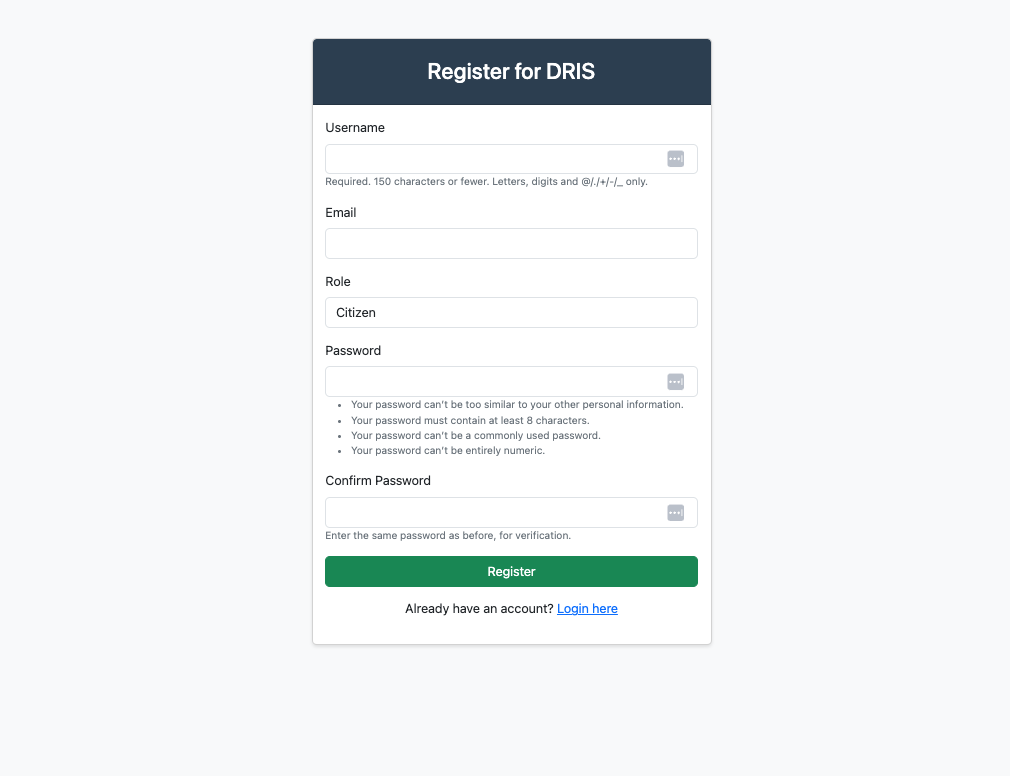 Register for DRIS
Username
Required. 150 characters or fewer. Letters, digits and @/./+/-/_ only.
Email
Role
Citizen
Password
• Your password can't be too similar to your other personal information.
• Your password must contain at least 8 characters.
• Your password can't be a commonly used password.
• Your password can't be entirely numeric.
Confirm Password
Enter the same password as before, for verification.
Register
Already have an account? Login here